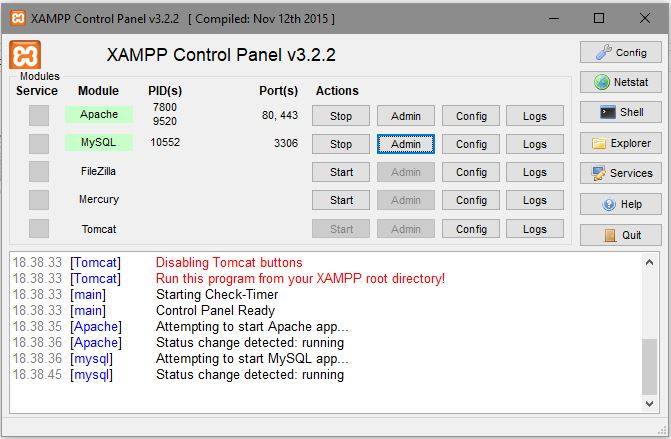 XAMPP Control Panel v3.2.2 [ Compiled: Nov 12th 2015 ]
XAMPP Control Panel v3.2.2
Config
Modules
Service Module PID(s) Port(s) Actions
Netstat
Apache 7800 9520 80, 443 Stop Admin Config Logs
Shell
MySQL 10552 3306 Stop Admin Config Logs
Explorer
FileZilla Start Admin Config Logs
Services
Mercury Start Admin Config Logs
Help
Tomcat Start Admin Config Logs
Quit
18.38.33 [Tomcat] Disabling Tomcat buttons
18.38.33 [Tomcat] Run this program from your XAMPP root directory!
18.38.33 [main] Starting Check-Timer
18.38.33 [main] Control Panel Ready
18.38.35 [Apache] Attempting to start Apache app...
18.38.36 [Apache] Status change detected: running
18.38.36 [mysql] Attempting to start MySQL app...
18.38.45 [mysql] Status change detected: running